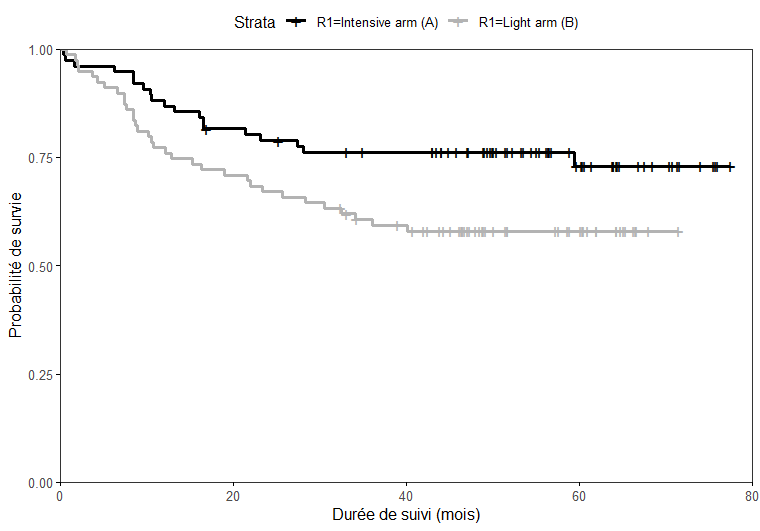 Strata R1=Intensive arm (A) R1=Light arm (B)
1.00
0.75
0.50
0.25
0.00
Probabilité de survie
0 20 40 60 80
Durée de suivi (mois)